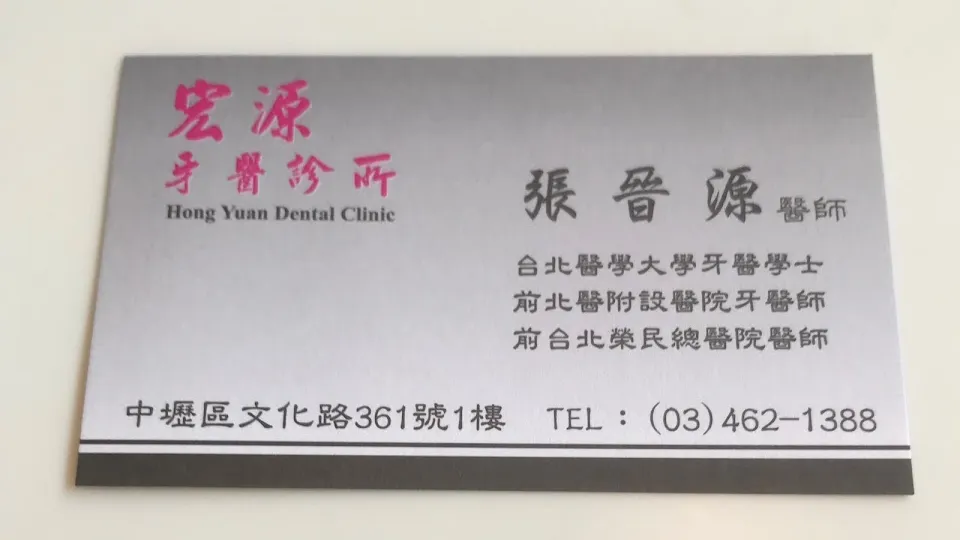 宏源
牙醫診所
Hong Yuan Dental Clinic
張晉源 醫師
台北醫學大學牙醫學士
前北醫附設醫院牙醫師
前台北榮民總醫院醫師
中壢區文化路361號1樓 TEL：(03)462-1388